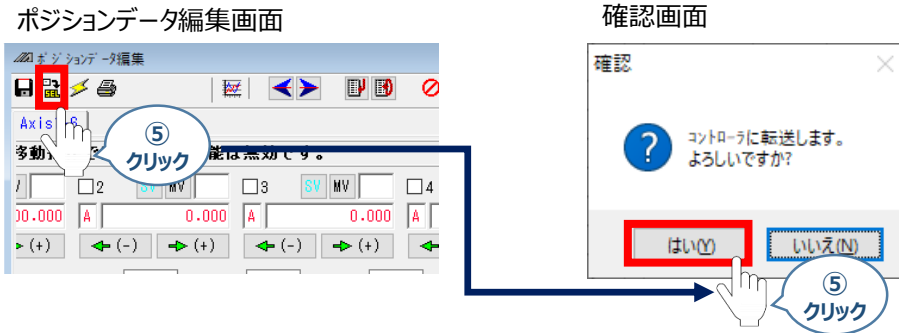 ポジションデータ編集画面
確認画面
ポジションデータ編集
SEL
Axis
6
移動
で
能は無効です。
2
SV
MV
3
SV
MV
4
00.000
A
0.000
A
0.000
A
(+)
(-)
(+)
(-)
(+)
⑤
クリック
確認
コントローラに転送します。
よろしいですか?
はい(Y)
いいえ(N)
⑤
クリック